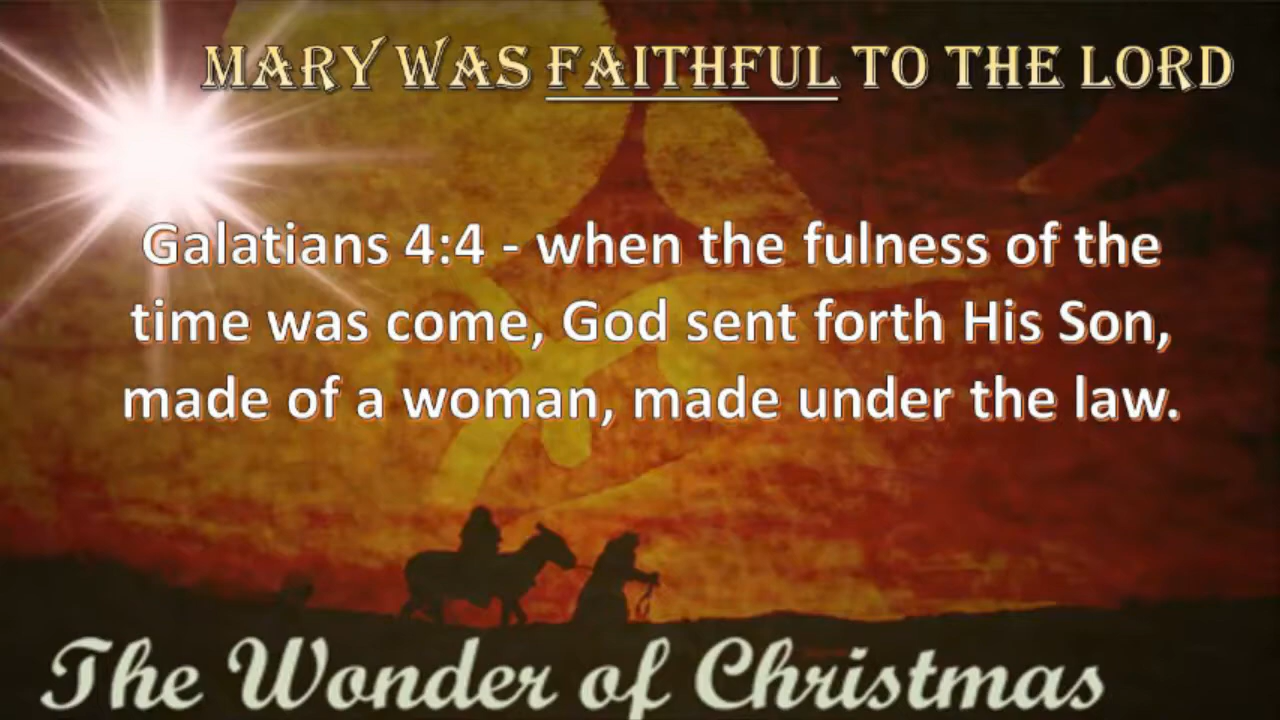 MARY WAS FAITHFUL TO THE LORD
Galatians 4:4 - when the fulness of the
time was come, God sent forth His Son,
made of a woman, made under the law.
The Wonder of Christmas